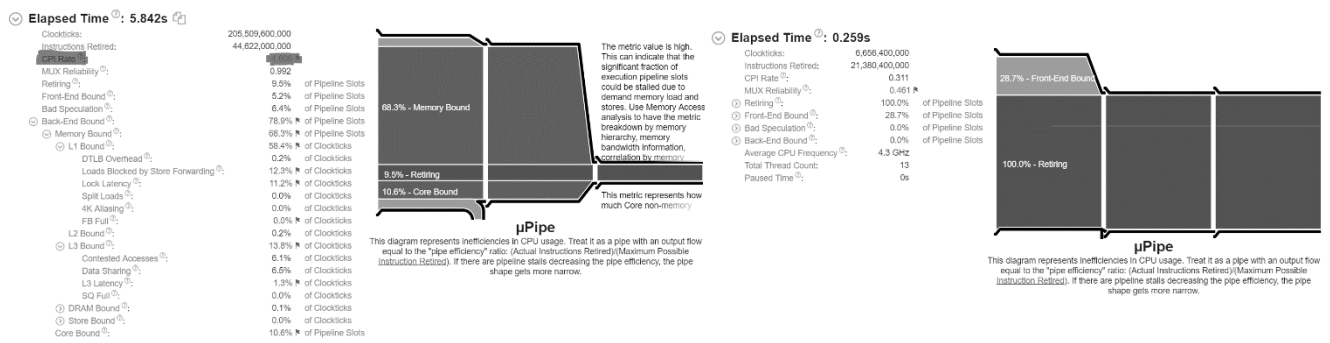 Elapsed Time: 5.842s
Clockticks: 205,509,600,000
Instructions Retired: 44,622,000,000
CPI Rate
MUX Reliability: 0.992
Retiring: 9.5% of Pipeline Slots
Front-End Bound: 5.2% of Pipeline Slots
Bad Speculation: 6.4% of Pipeline Slots
Back-End Bound: 78.9% of Pipeline Slots
Memory Bound: 68.3% of Pipeline Slots
L1 Bound: 58.4% of Clockticks
DTLB Overhead: 0.2% of Clockticks
Loads Blocked by Store Forwarding: 12.3% of Clockticks
Lock Latency: 11.2% of Clockticks
Split Loads: 0.0% of Clockticks
4K Aliasing: 0.0% of Clockticks
FB Full: 0.0% of Clockticks
L2 Bound: 0.2% of Clockticks
L3 Bound: 13.8% of Clockticks
Contested Accesses: 6.1% of Clockticks
Data Sharing: 6.5% of Clockticks
L3 Latency: 1.3% of Clockticks
SQ Full: 0.0% of Clockticks
DRAM Bound: 0.1% of Clockticks
Store Bound: 0.0% of Clockticks
Core Bound: 10.6% of Pipeline Slots
68.3% - Memory Bound
9.5% - Retiring
10.6% - Core Bound
The metric value is high.
This can indicate that the
significant fraction of
execution pipeline slots
could be stalled due to
demand memory load and
stores. Use Memory Access
analysis to have the metric
breakdown by memory
hierarchy, memory
bandwidth information,
correlation by memory
This metric represents how
much Core non-memory
µPipe
This diagram represents inefficiencies in CPU usage. Treat it as a pipe with an output flow
equal to the "pipe efficiency" ratio: (Actual Instructions Retired)/(Maximum Possible
Instruction Retired). If there are pipeline stalls decreasing the pipe efficiency, the pipe
shape gets more narrow.
Elapsed Time: 0.259s
Clockticks: 6,656,400,000
Instructions Retired: 21,380,400,000
CPI Rate: 0.311
MUX Reliability: 0.461
Retiring: 100.0% of Pipeline Slots
Front-End Bound: 28.7% of Pipeline Slots
Bad Speculation: 0.0% of Pipeline Slots
Back-End Bound: 0.0% of Pipeline Slots
Average CPU Frequency: 4.3 GHz
Total Thread Count: 13
Paused Time: 0s
28.7% - Front-End Bound
100.0% - Retiring
µPipe
This diagram represents inefficiencies in CPU usage. Treat it as a pipe with an output flow
equal to the "pipe efficiency" ratio: (Actual Instructions Retired)/(Maximum Possible
Instruction Retired). If there are pipeline stalls decreasing the pipe efficiency, the pipe
shape gets more narrow.